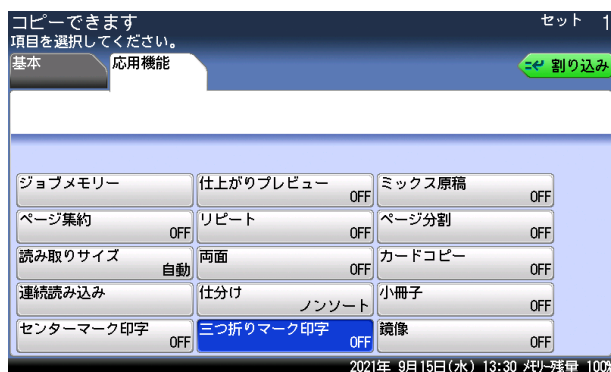 コピーできます
セット 1
項目を選択してください。
基本
応用機能
割り込み
ジョブメモリー
仕上がりプレビュー OFF
ミックス原稿 OFF
ページ集約 OFF
リピート OFF
ページ分割 OFF
読み取りサイズ 自動
両面 OFF
カードコピー OFF
連続読み込み
仕分け ノンソート
小冊子 OFF
センターマーク印字 OFF
三つ折りマーク印字 OFF
鏡像 OFF
2021年 9月15日(水) 13:30 メモリー残量 100%